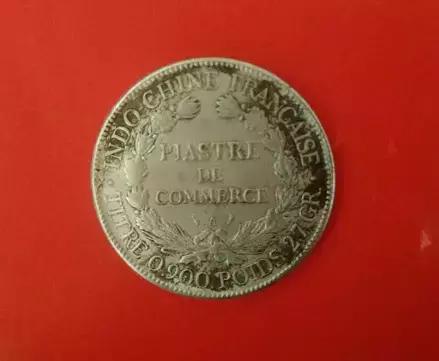 INDO-CHINE FRANÇAISE
PIASTRE
DE
COMMERCE
TITRE 0.900 POIDS 27 GR.